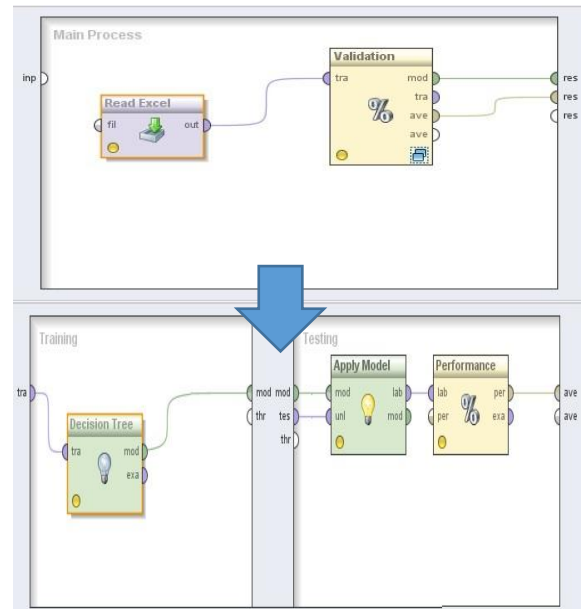 Main Process
Validation
inp
tra
mod
res
tra
res
Read Excel
ave
res
fil
out
ave
Training
Testing
Apply Model
Performance
tra
mod
mod
mod
lab
lab
per
ave
thr
tes
unl
mod
per
exa
ave
thr
Decision Tree
tra
mod
exa